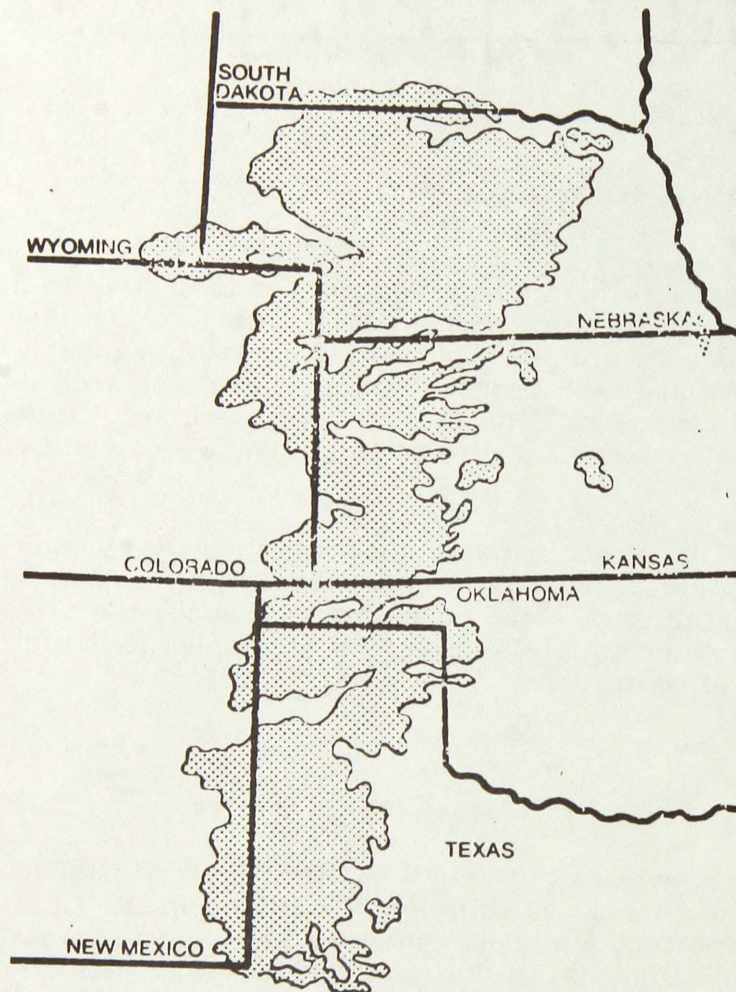 SOUTH
DAKOTA
WYOMING
NEBRASKA
COLORADO
KANSAS
OKLAHOMA
TEXAS
NEW MEXICO